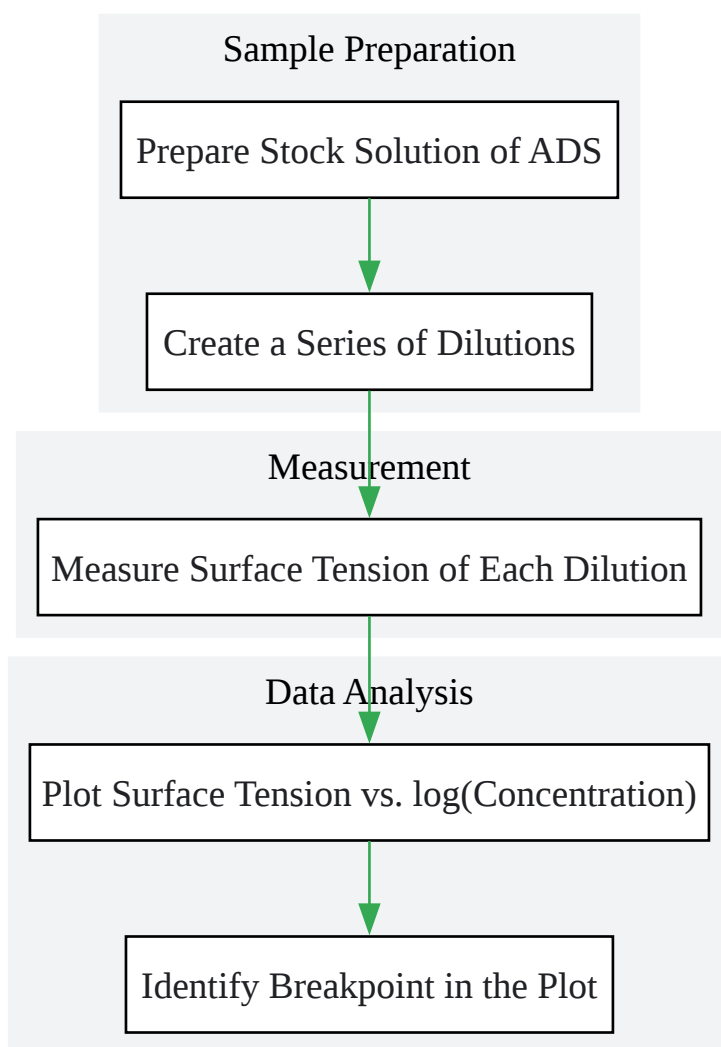 Sample Preparation
Prepare Stock Solution of ADS
Create a Series of Dilutions
Measurement
Measure Surface Tension of Each Dilution
Data Analysis
Plot Surface Tension vs. log(Concentration)
Identify Breakpoint in the Plot